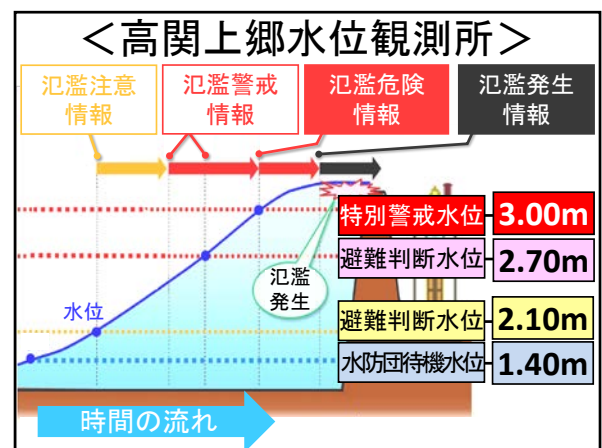 ＜高関上郷水位観測所＞
氾濫注意
情報
氾濫警戒
情報
氾濫危険
情報
氾濫発生
情報
特別警戒水位
3.00m
避難判断水位
2.70m
氾濫
発生
水位
避難判断水位
2.10m
水防団待機水位
1.40m
時間の流れ